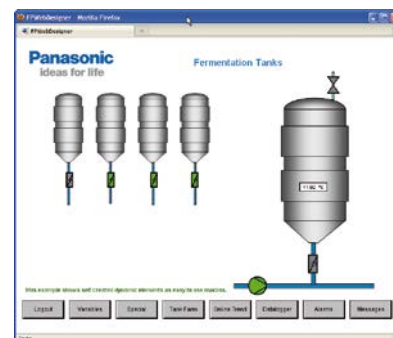 FPWebDesigner - Mozilla Firefox
FPWebDesigner
Panasonic
ideas for life
Fermentation Tanks
This example shows self created dynamic elements as easy to use macros.
Logout
Variables
Special
Tank Farm
Online Trend
Datalogger
Alarms
Messages